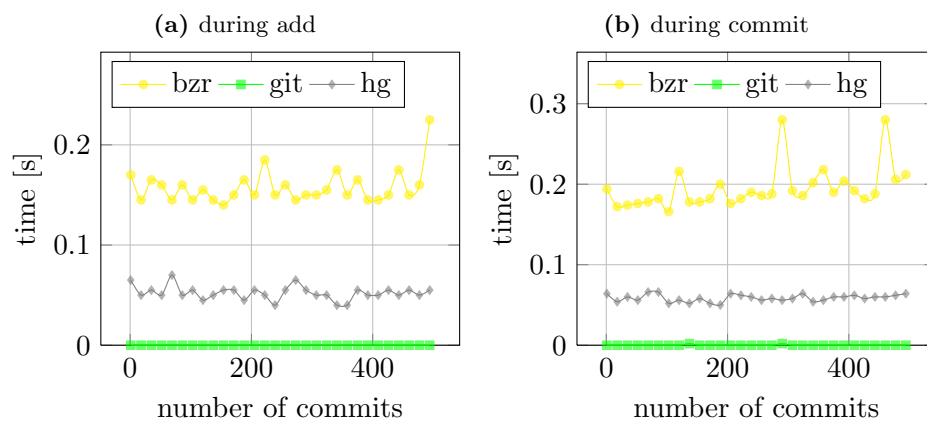 (a) during add
bzr git hg
0.2
0.1
0
time [s]
0 200 400
number of commits
(b) during commit
bzr git hg
0.3
0.2
0.1
0
time [s]
0 200 400
number of commits